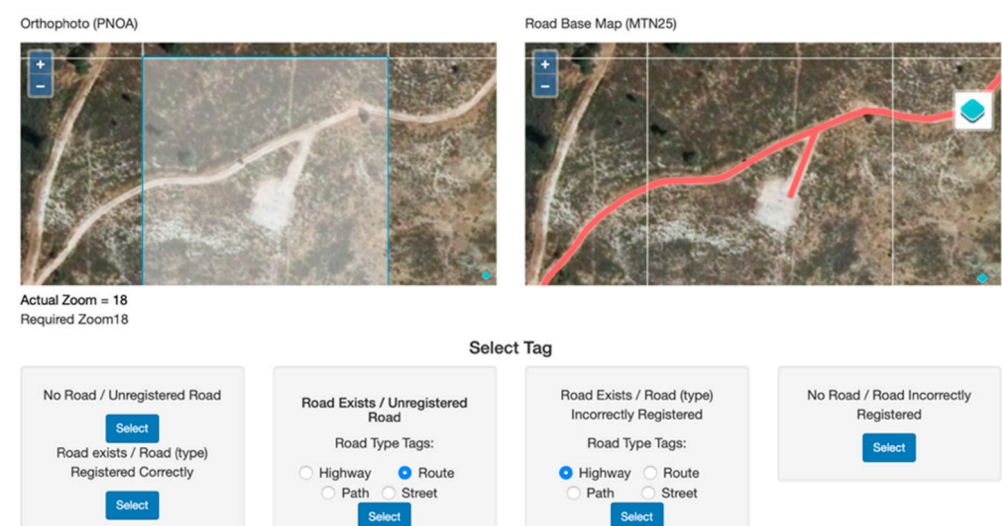 Orthophoto (PNOA)
Road Base Map (MTN25)
+
−
+
−
Actual Zoom = 18
Required Zoom18
Select Tag
No Road / Unregistered Road
Select
Road exists / Road (type)
Registered Correctly
Select
Road Exists / Unregistered
Road
Road Type Tags:
Highway Route
Path Street
Select
Road Exists / Road (type)
Incorrectly Registered
Road Type Tags:
Highway Route
Path Street
Select
No Road / Road Incorrectly
Registered
Select